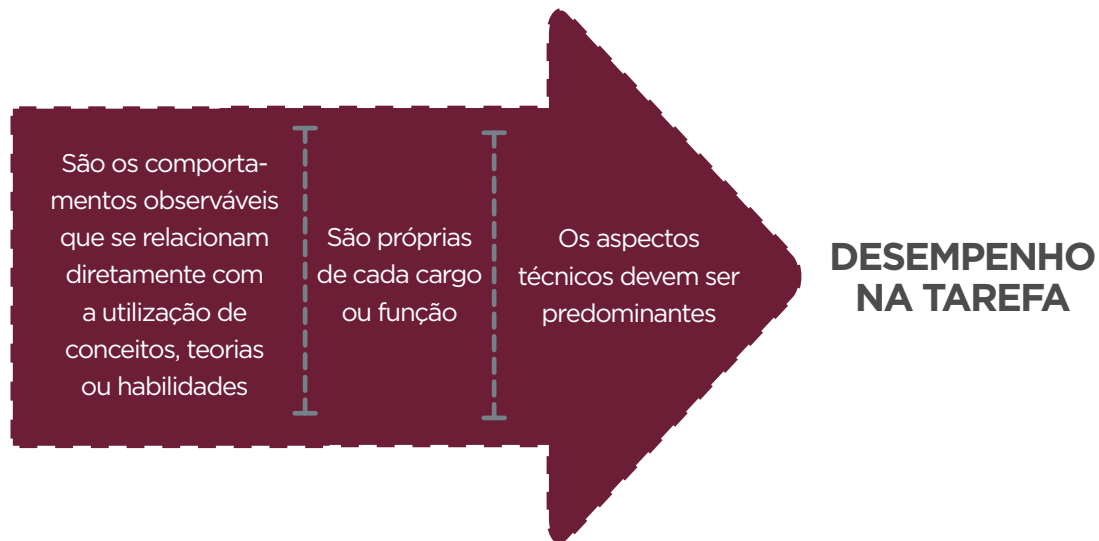 São os comporta-
mentos observáveis
que se relacionam
diretamente com
a utilização de
conceitos, teorias
ou habilidades
São próprias
de cada cargo
ou função
Os aspectos
técnicos devem ser
predominantes
DESEMPENHO
NA TAREFA